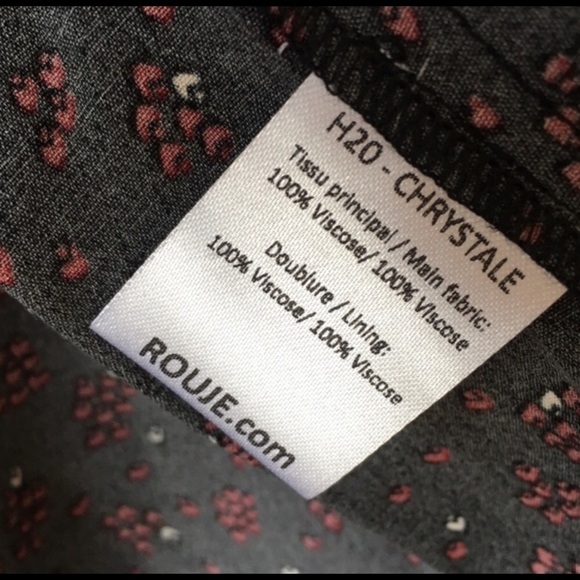 H20 - CHRYSTALE
Tissu principal / Main fabric:
100% Viscose/ 100% Viscose
Doublure / Lining:
100% Viscose/ 100% Viscose
ROUJE.com